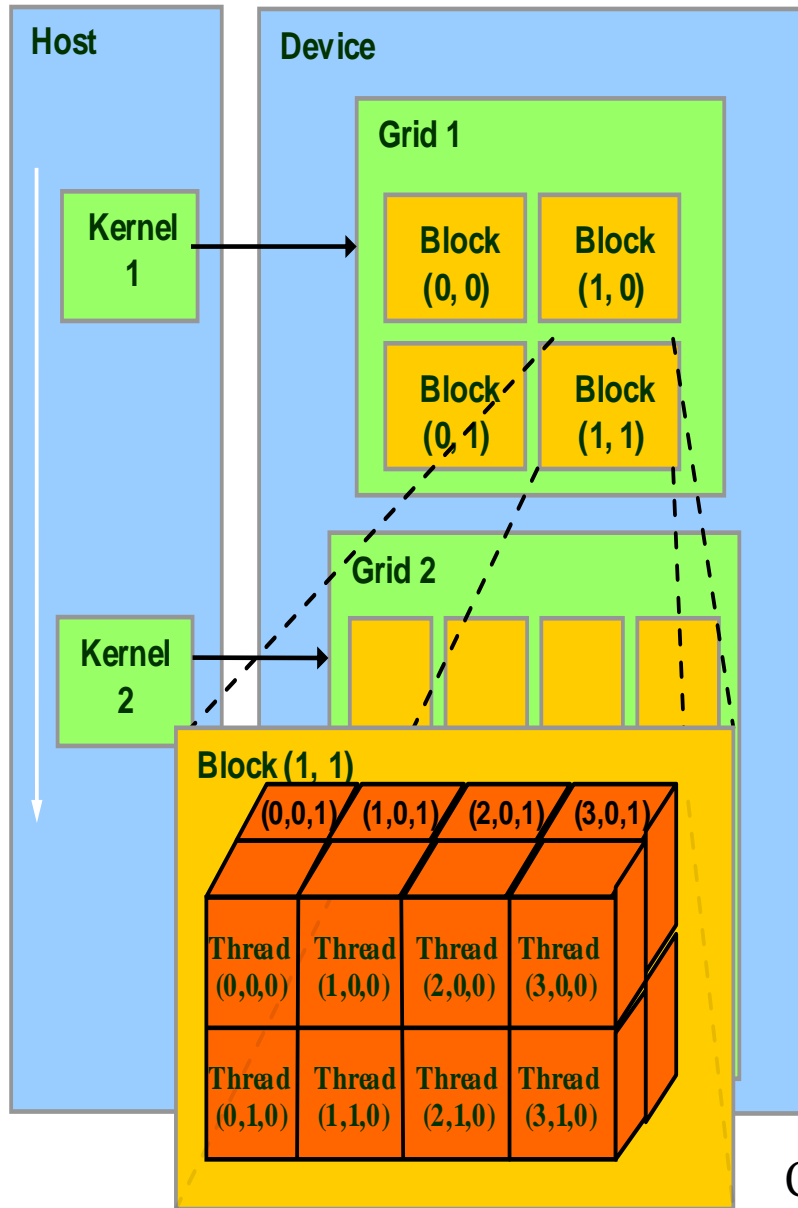 Host
Device
Grid 1
Kernel
1
Block
(0, 0)
Block
(1, 0)
Block
(0, 1)
Block
(1, 1)
Grid 2
Kernel
2
Block (1, 1)
(0,0,1)
(1,0,1)
(2,0,1)
(3,0,1)
Thread
(0,0,0)
Thread
(1,0,0)
Thread
(2,0,0)
Thread
(3,0,0)
Thread
(0,1,0)
Thread
(1,1,0)
Thread
(2,1,0)
Thread
(3,1,0)